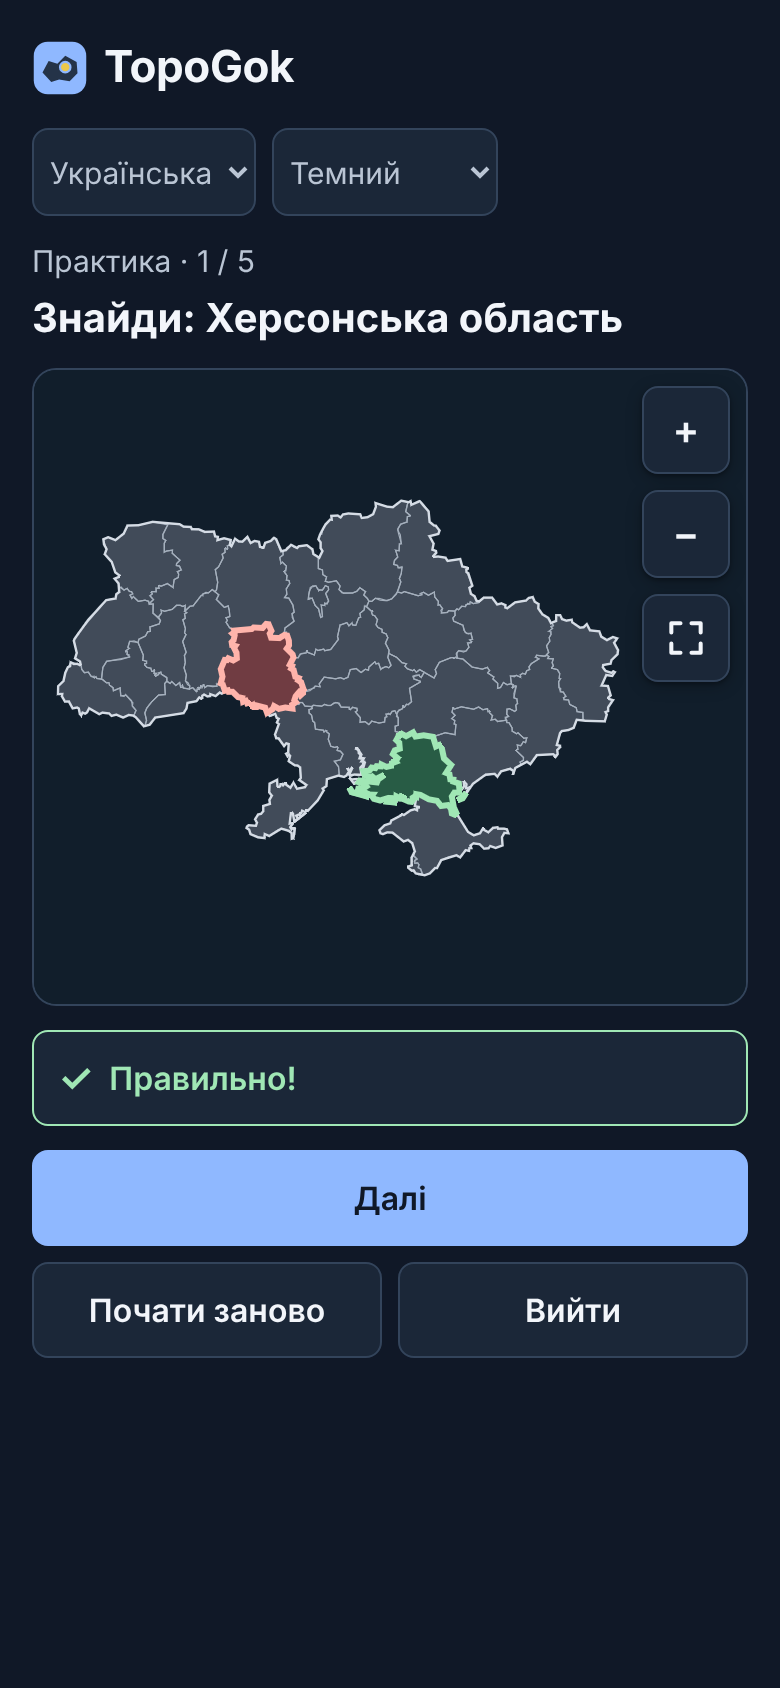 TopoGok
Українська
Темний
Практика · 1 / 5
Знайди: Херсонська область
+
−
Правильно!
Далі
Почати заново
Вийти